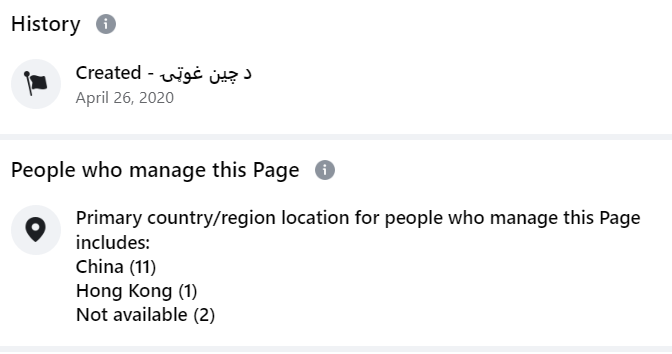 History
Created - د چين غوټۍ
April 26, 2020
People who manage this Page
Primary country/region location for people who manage this Page
includes:
China (11)
Hong Kong (1)
Not available (2)